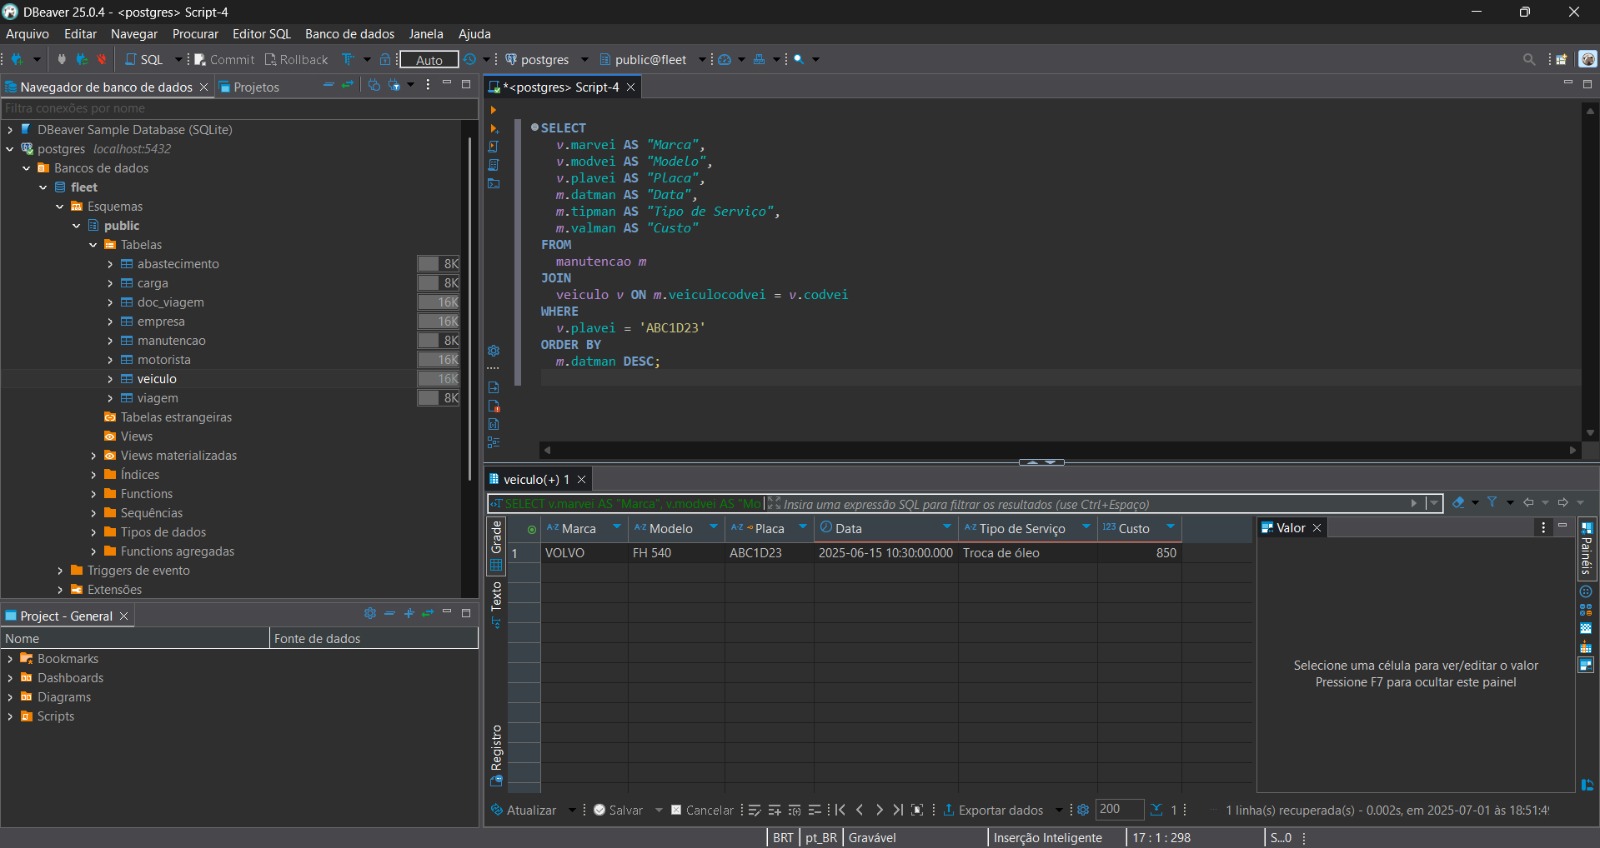 DBeaver 25.0.4 - <postgres> Script-4
Arquivo Editar Navegar Procurar Editor SQL Banco de dados Janela Ajuda
SQL Commit Rollback Auto postgres public@fleet
Navegador de banco de dados Projetos
Filtra conexões por nome
DBeaver Sample Database (SQLite)
postgres localhost:5432
Bancos de dados
fleet
Esquemas
public
Tabelas
abastecimento 8K
carga 8K
doc_viagem 16K
empresa 16K
manutencao 8K
motorista 16K
veiculo 16K
viagem 8K
Tabelas estrangeiras
Views
Views materializadas
Índices
Functions
Sequências
Tipos de dados
Functions agregadas
Triggers de evento
Extensões
Project - General
Nome Fonte de dados
Bookmarks
Dashboards
Diagrams
Scripts
*<postgres> Script-4
SELECT
v.marvei AS "Marca",
v.modvei AS "Modelo",
v.plavei AS "Placa",
m.datman AS "Data",
m.tipman AS "Tipo de Serviço",
m.valman AS "Custo"
FROM
manutencao m
JOIN
veiculo v ON m.veiculocodvei = v.codvei
WHERE
v.plavei = 'ABC1D23'
ORDER BY
m.datman DESC;
veiculo(+) 1
SELECT v.marvei AS "Marca", v.modvei AS "Mo Insira uma expressão SQL para filtrar os resultados (use Ctrl+Espaço)
Grade
Texto
Registro
A-Z Marca A-Z Modelo A-Z Placa Data A-Z Tipo de Serviço 123 Custo
1 VOLVO FH 540 ABC1D23 2025-06-15 10:30:00.000 Troca de óleo 850
Valor
Selecione uma célula para ver/editar o valor
Pressione F7 para ocultar este painel
Painéis
Atualizar Salvar Cancelar Exportar dados 200 1 1 linha(s) recuperada(s) - 0.002s, em 2025-07-01 às 18:51:4
BRT pt_BR Gravável Inserção Inteligente 17 : 1 : 298 S...0